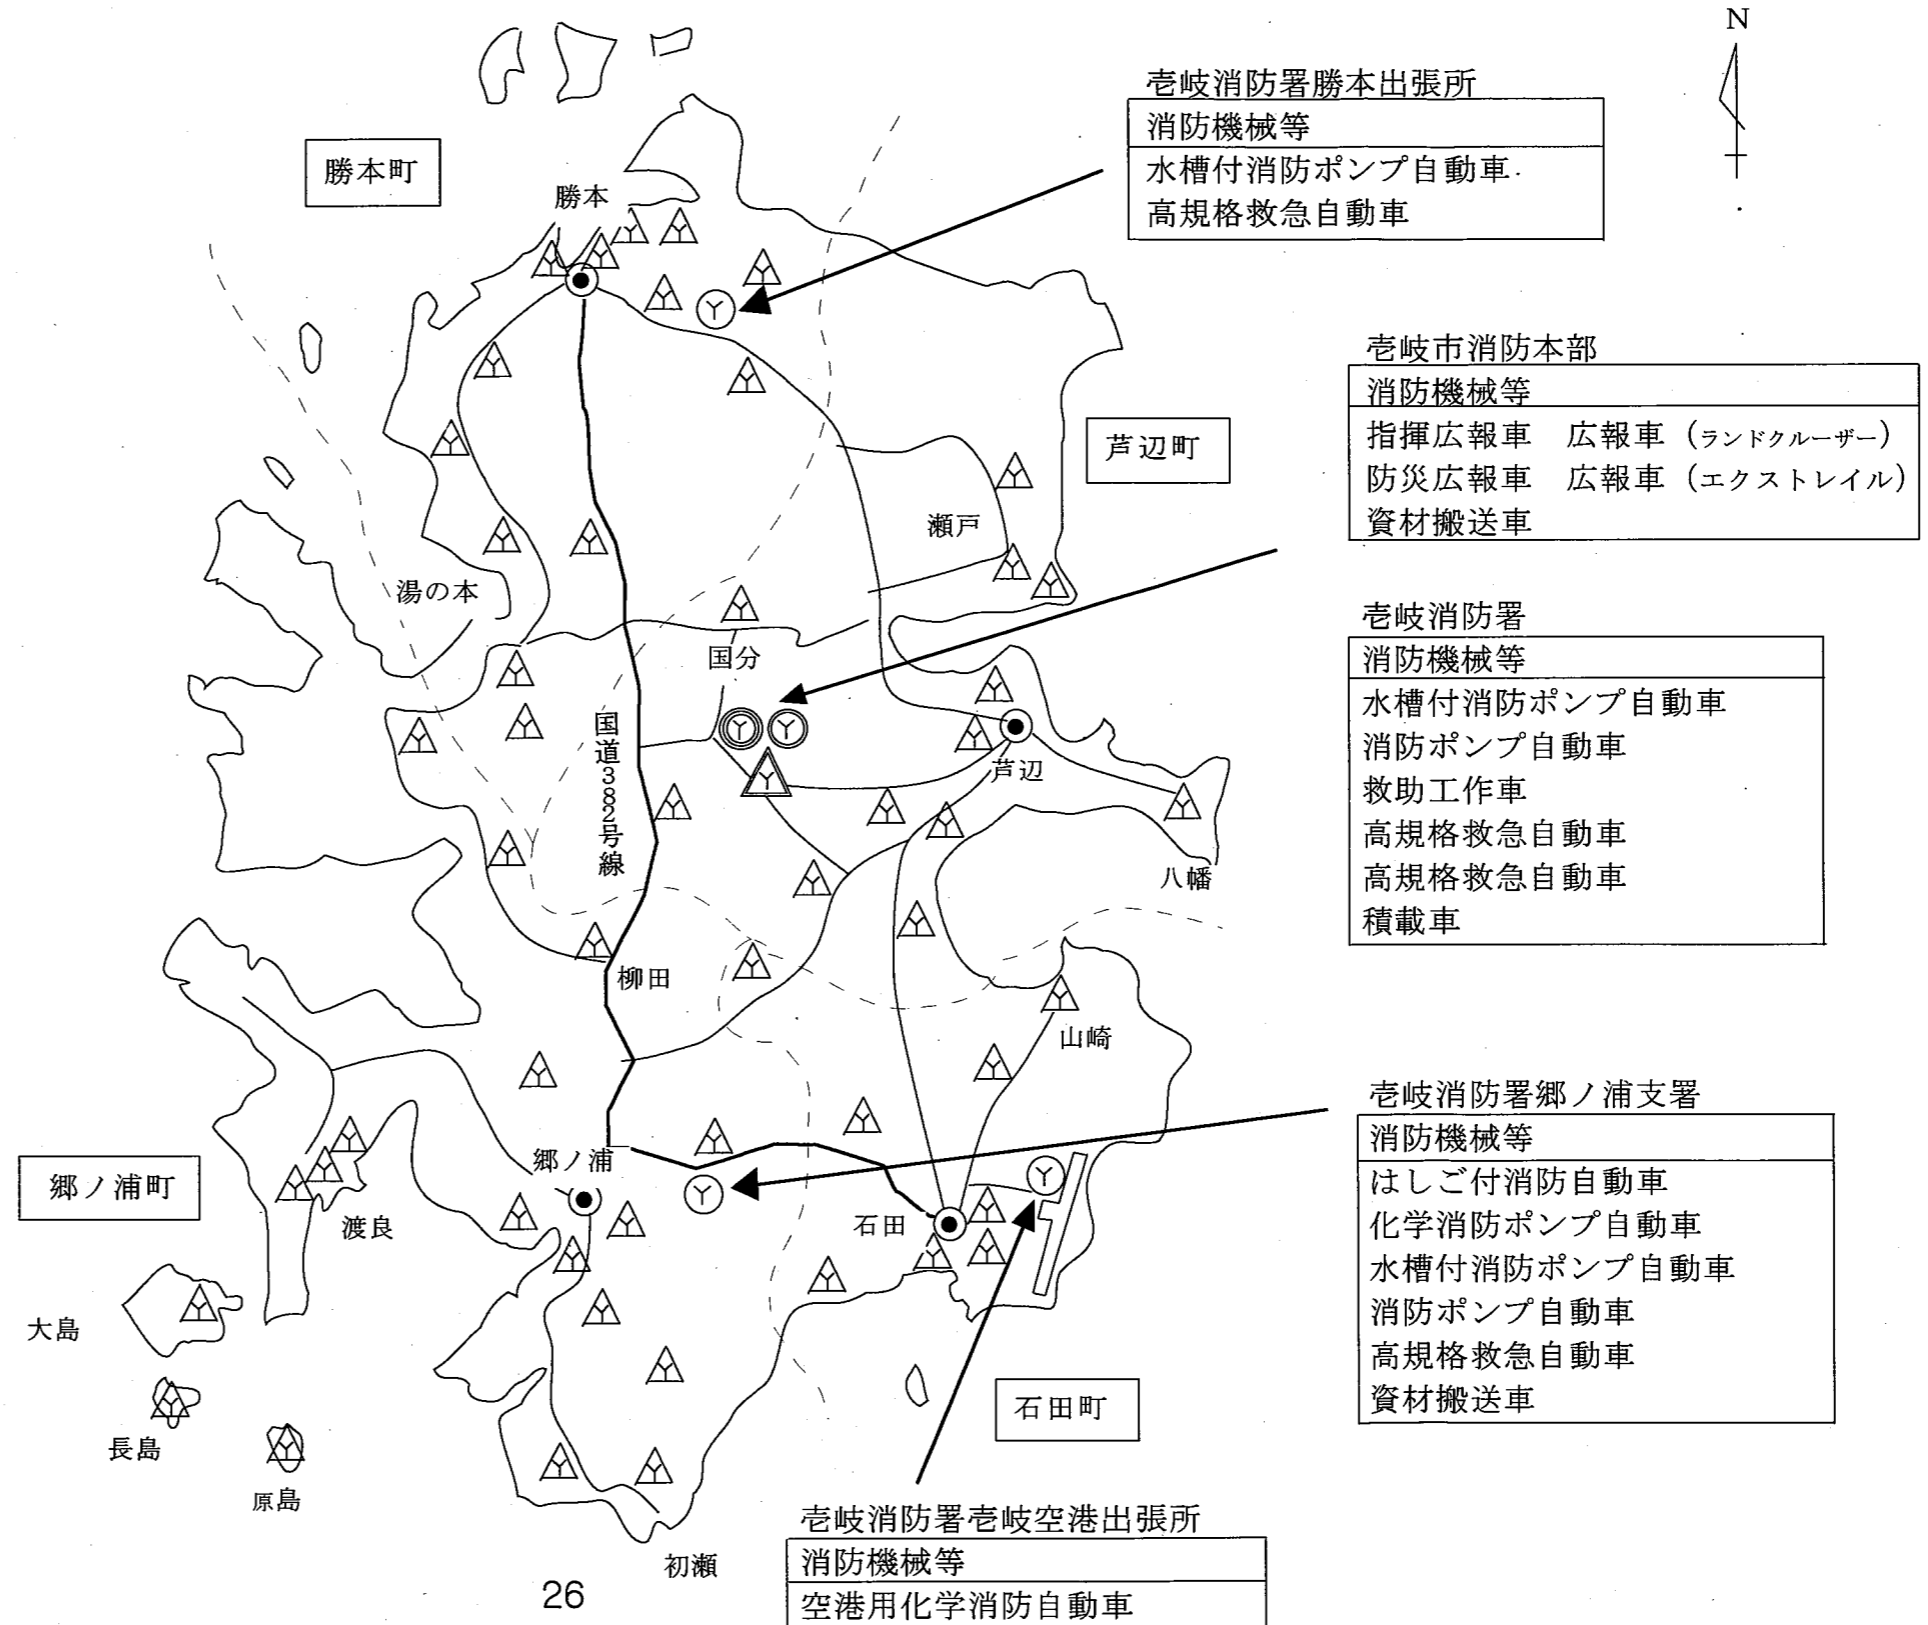 N
壱岐消防署勝本出張所
消防機械等
水槽付消防ポンプ自動車
高規格救急自動車
勝本町
勝本
壱岐市消防本部
消防機械等
指揮広報車　広報車（ランドクルーザー）
防災広報車　広報車（エクストレイル）
資材搬送車
芦辺町
瀬戸
湯の本
国分
壱岐消防署
消防機械等
水槽付消防ポンプ自動車
消防ポンプ自動車
救助工作車
高規格救急自動車
高規格救急自動車
積載車
国道382号線
芦辺
八幡
柳田
山崎
壱岐消防署郷ノ浦支署
消防機械等
はしご付消防自動車
化学消防ポンプ自動車
水槽付消防ポンプ自動車
消防ポンプ自動車
高規格救急自動車
資材搬送車
郷ノ浦町
郷ノ浦
渡良
石田
大島
長島
原島
石田町
初瀬
壱岐消防署壱岐空港出張所
消防機械等
空港用化学消防自動車
26